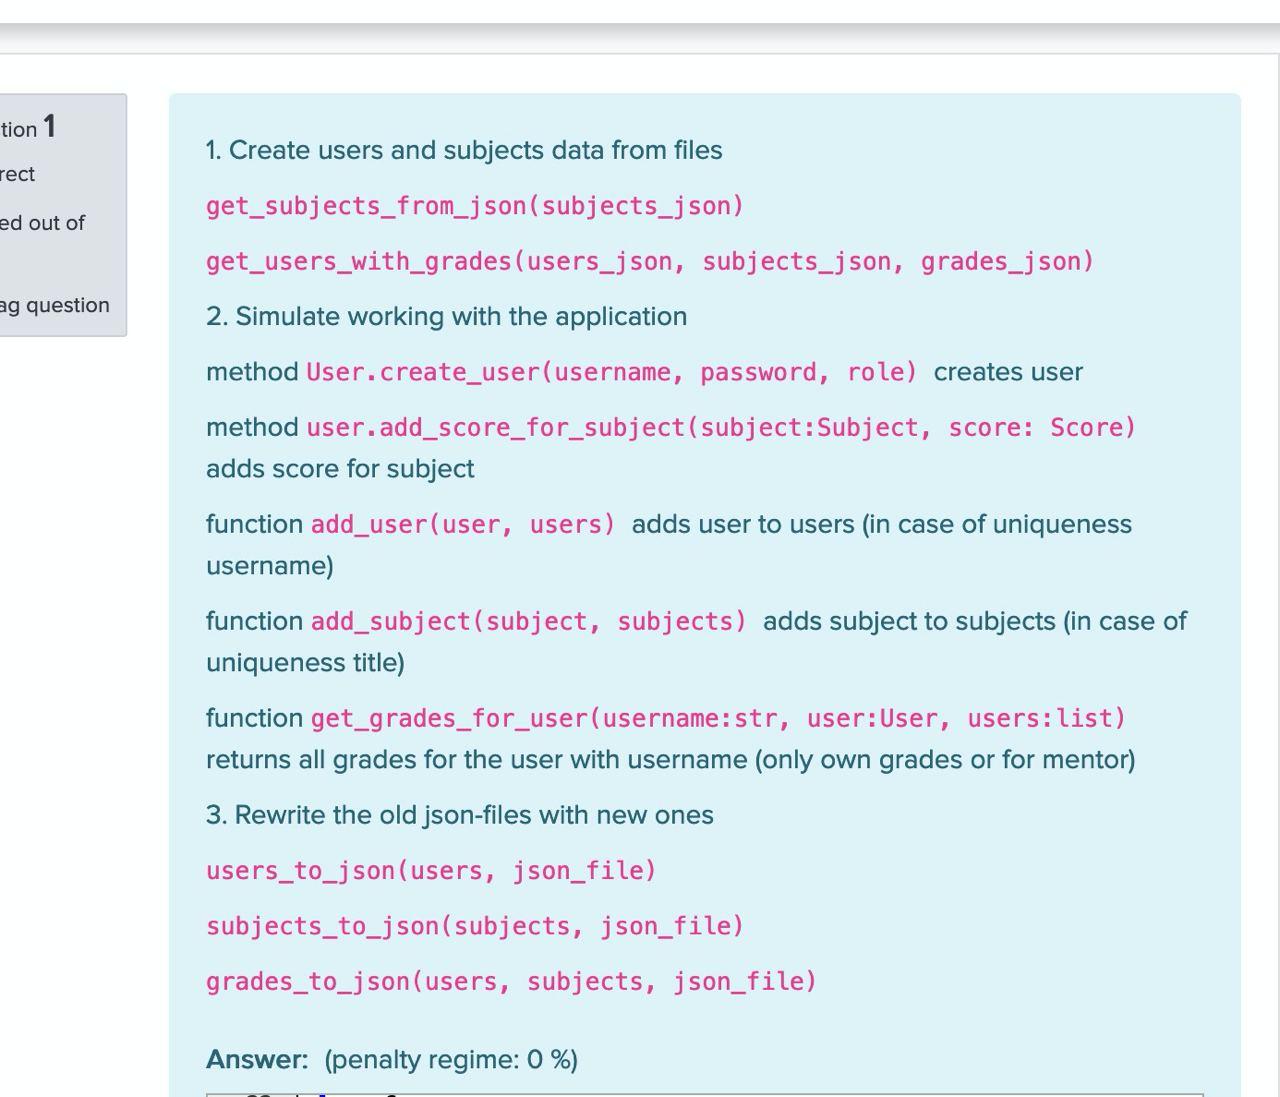 tion 1
rect
ed out of
ag question
1. Create users and subjects data from files
get_subjects_from_json(subjects_json)
get_users_with_grades(users_json, subjects_json, grades_json)
2. Simulate working with the application
method User.create_user(username, password, role) creates user
method user.add_score_for_subject(subject:Subject, score: Score)
adds score for subject
function add_user(user, users) adds user to users (in case of uniqueness
username)
function add_subject(subject, subjects) adds subject to subjects (in case of
uniqueness title)
function get_grades_for_user(username:str, user:User, users:list)
returns all grades for the user with username (only own grades or for mentor)
3. Rewrite the old json-files with new ones
users_to_json(users, json_file)
subjects_to_json(subjects, json_file)
grades_to_json(users, subjects, json_file)
Answer: (penalty regime: 0 %)